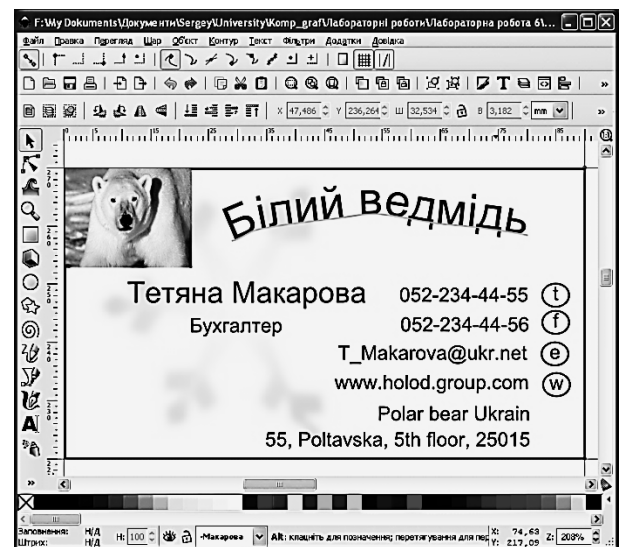 F:\My Dokuments\Документи\Sergey\University\Komp_graf\Лабораторні роботи\Лабораторна робота 6\...
Файл Правка Перегляд Шар Об'єкт Контур Текст Фільтри Додатки Довідка
X 47,486 Y 236,264 Ш 32,534 В 3,182 mm
Білий ведмідь
Тетяна Макарова 052-234-44-55 t
Бухгалтер 052-234-44-56 f
T_Makarova@ukr.net e
www.holod.group.com w
Polar bear Ukrain
55, Poltavska, 5th floor, 25015
Заповнення: Н/Д Н: 100 -Макарова Alt: клацніть для позначення; перетягування для пер X: 74,63 Z: 208%
Штрих: Н/Д Y: 217,09